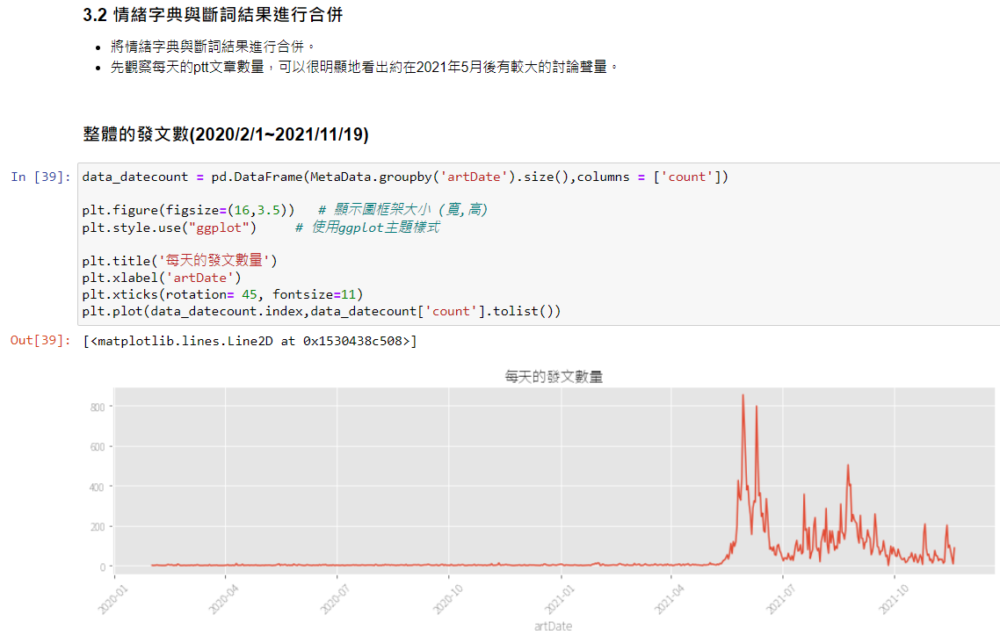 3.2 情緒字典與斷詞結果進行合併
• 將情緒字典與斷詞結果進行合併。
• 先觀察每天的ptt文章數量，可以很明顯地看出約在2021年5月後有較大的討論聲量。
整體的發文數(2020/2/1~2021/11/19)
In [39]:
data_datecount = pd.DataFrame(MetaData.groupby('artDate').size(),columns = ['count'])
plt.figure(figsize=(16,3.5))   # 顯示圖框架大小 (寬,高)
plt.style.use("ggplot")     # 使用ggplot主題樣式
plt.title('每天的發文數量')
plt.xlabel('artDate')
plt.xticks(rotation= 45, fontsize=11)
plt.plot(data_datecount.index,data_datecount['count'].tolist())
Out[39]:
[<matplotlib.lines.Line2D at 0x1530438c508>]
每天的發文數量
800
600
400
200
0
2020-01
2020-04
2020-07
2020-10
2021-01
2021-04
2021-07
2021-10
artDate